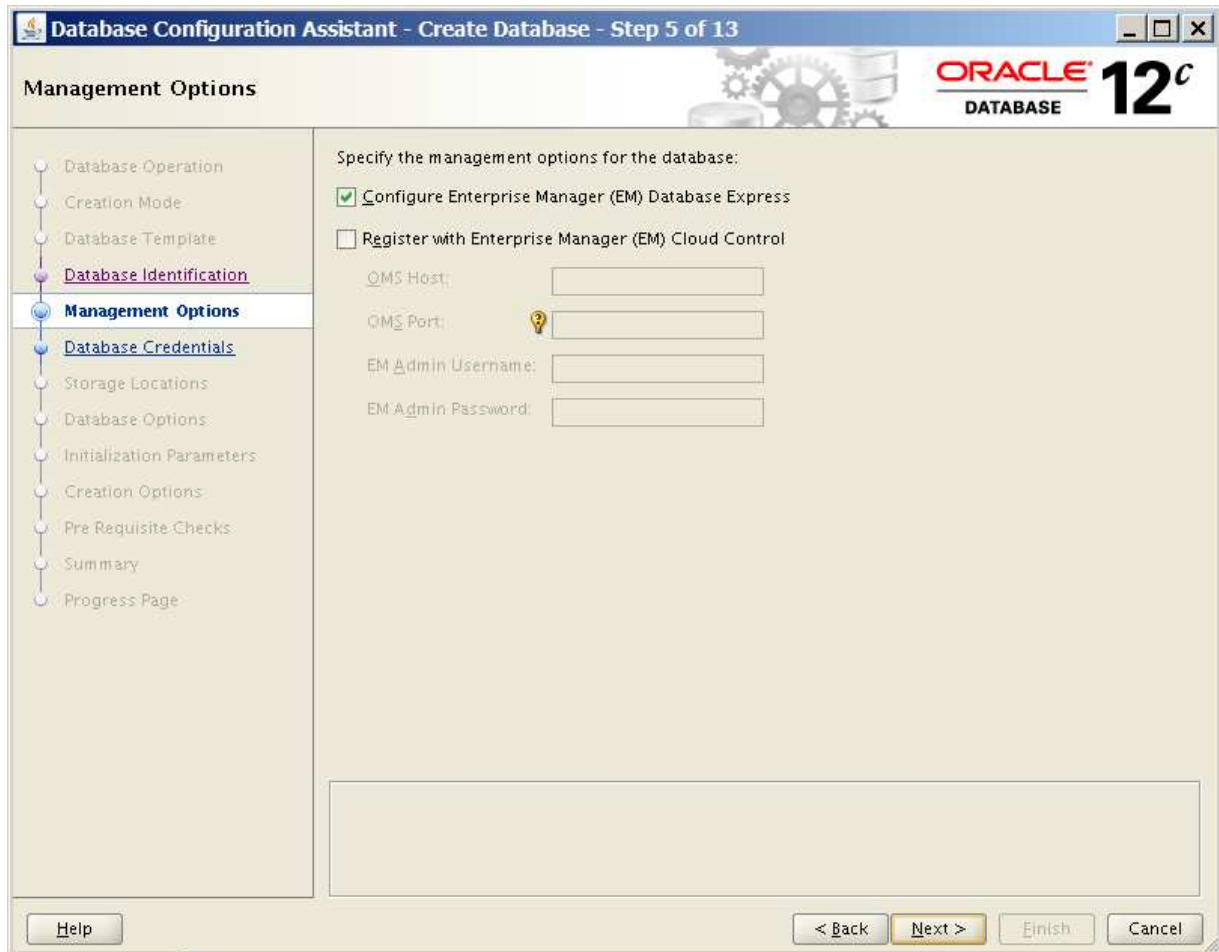 Database Configuration Assistant - Create Database - Step 5 of 13
Management Options
ORACLE
DATABASE
12c
Database Operation
Creation Mode
Database Template
Database Identification
Management Options
Database Credentials
Storage Locations
Database Options
Initialization Parameters
Creation Options
Pre Requisite Checks
Summary
Progress Page
Specify the management options for the database:
Configure Enterprise Manager (EM) Database Express
Register with Enterprise Manager (EM) Cloud Control
OMS Host:
OMS Port:
EM Admin Username:
EM Admin Password:
Help
< Back
Next >
Finish
Cancel